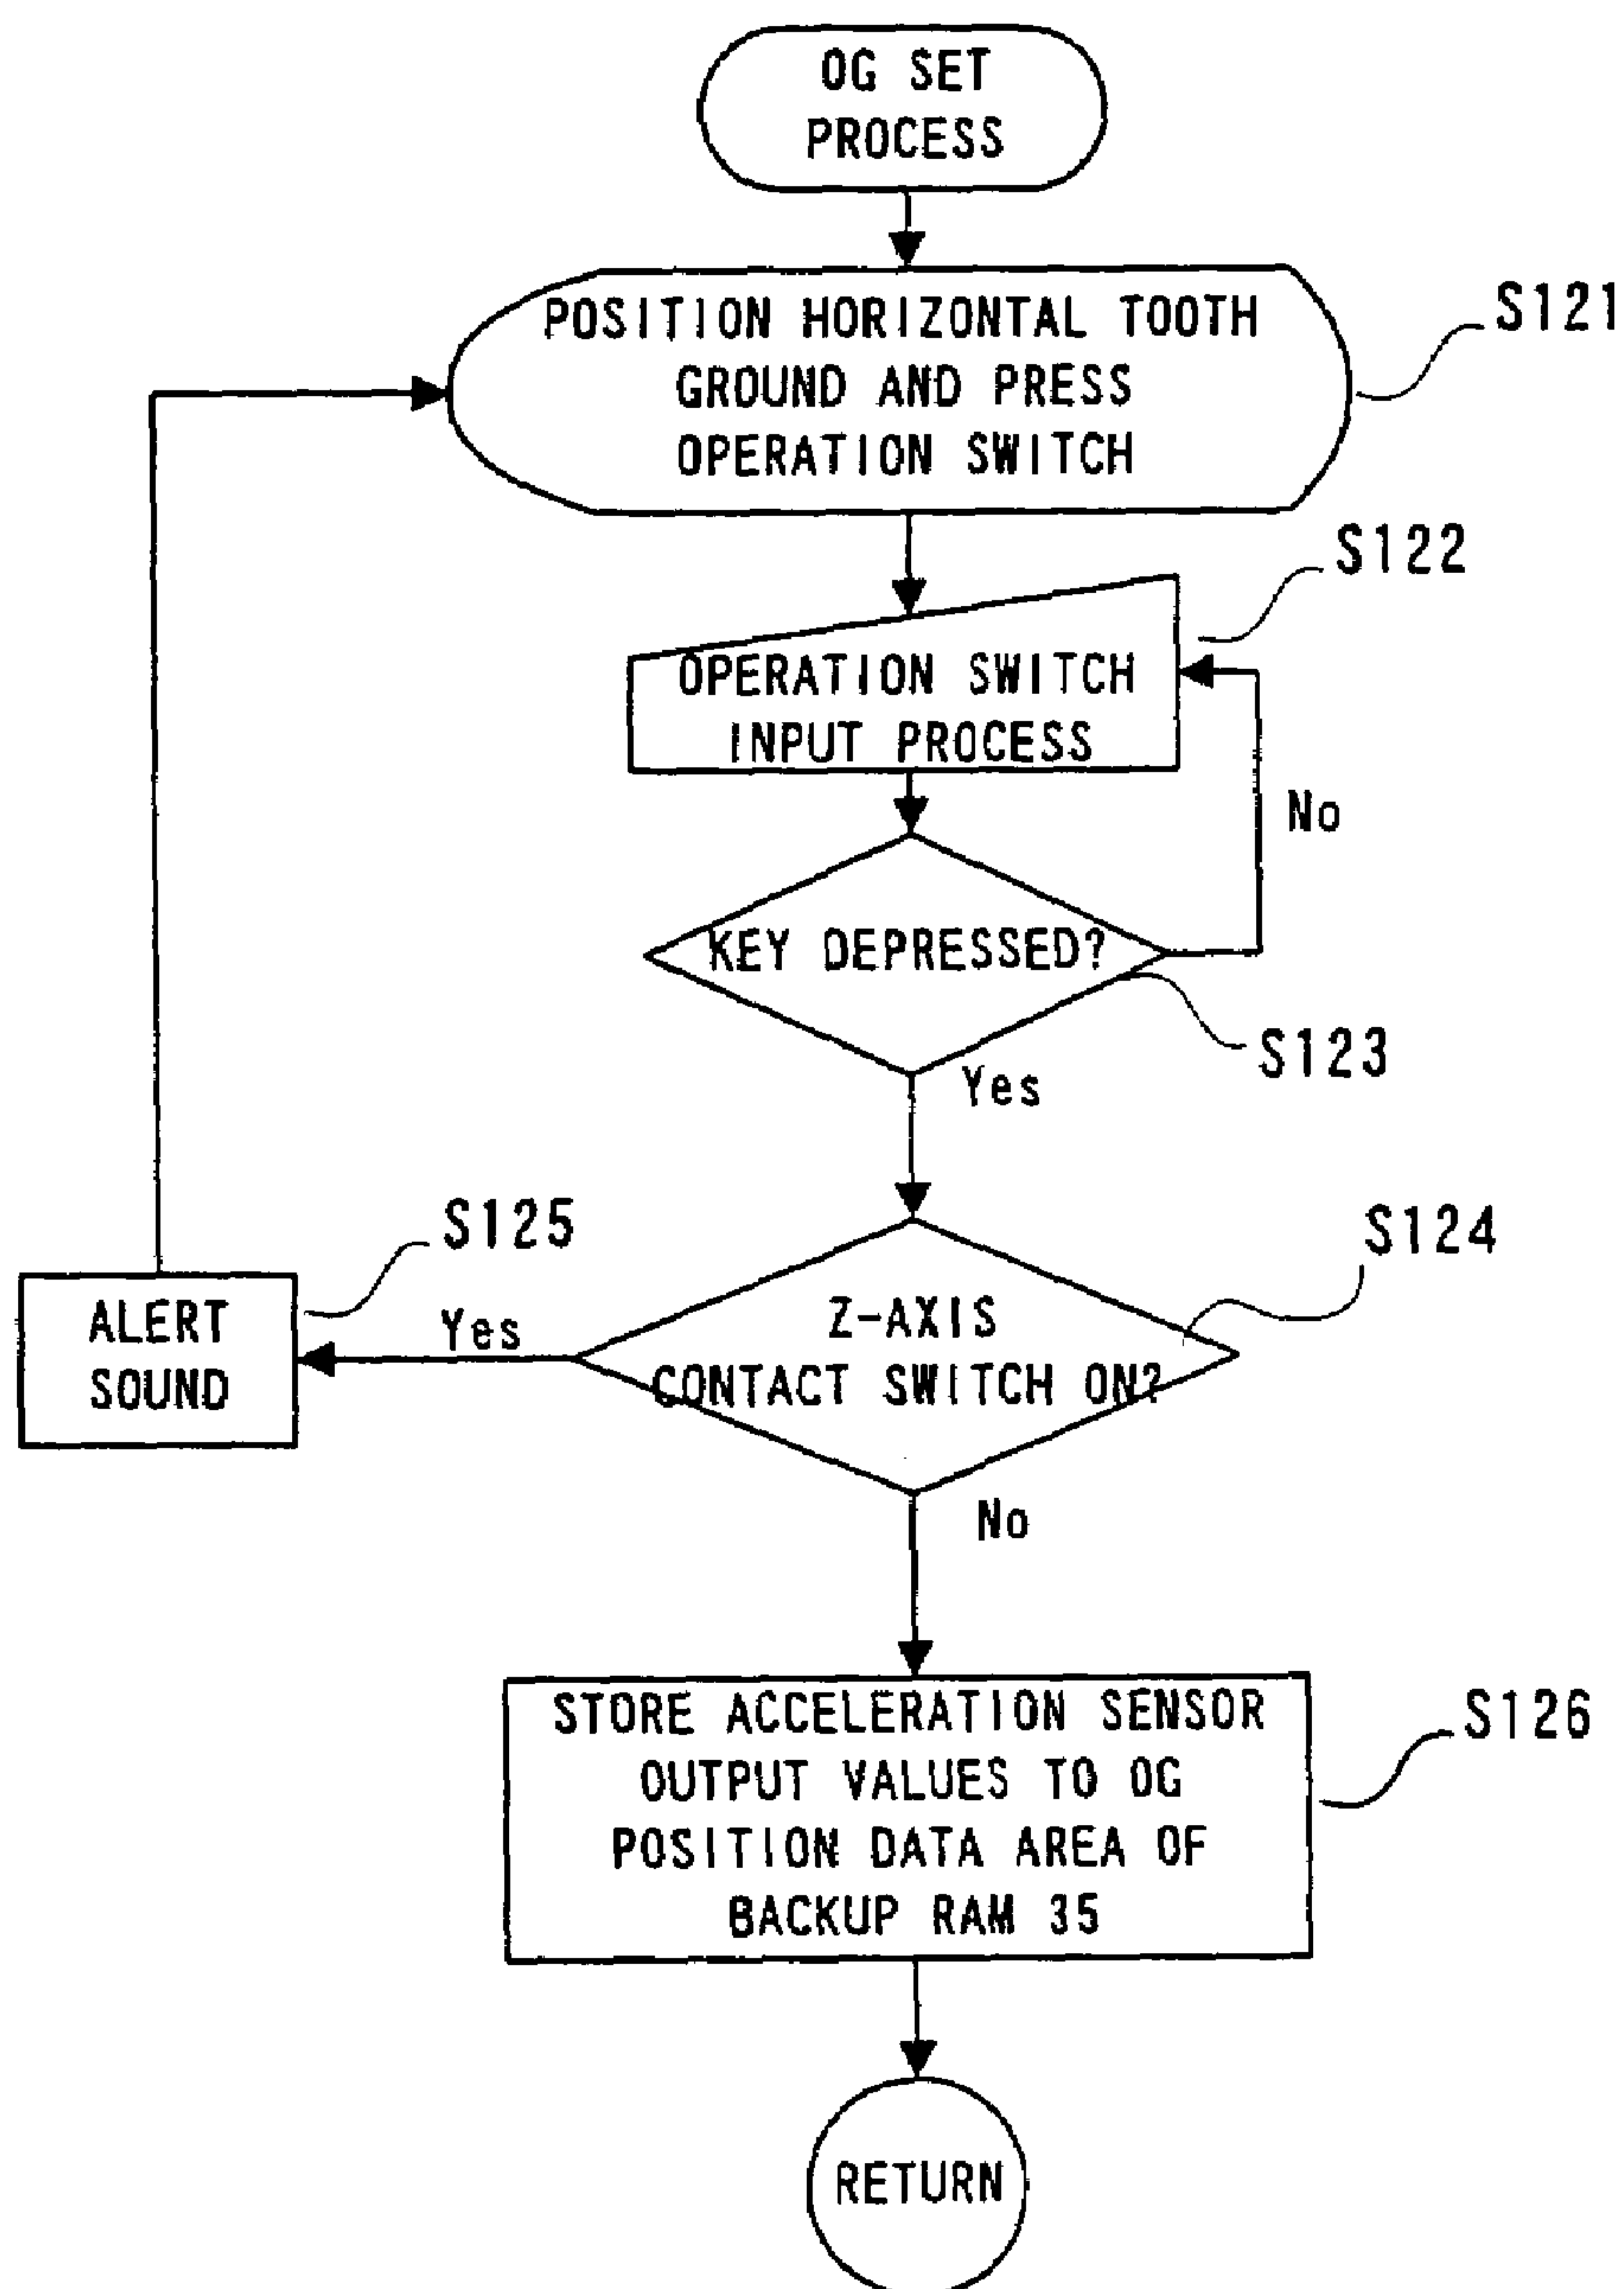 0G SET
PROCESS
POSITION HORIZONTAL TOOTH
GROUND AND PRESS
OPERATION SWITCH
S121
S122
OPERATION SWITCH
INPUT PROCESS
No
KEY DEPRESSED?
S123
Yes
S125
S124
ALERT
SOUND
Yes
Z-AXIS
CONTACT SWITCH ON?
No
STORE ACCELERATION SENSOR
OUTPUT VALUES TO 0G
POSITION DATA AREA OF
BACKUP RAM 35
S126
RETURN